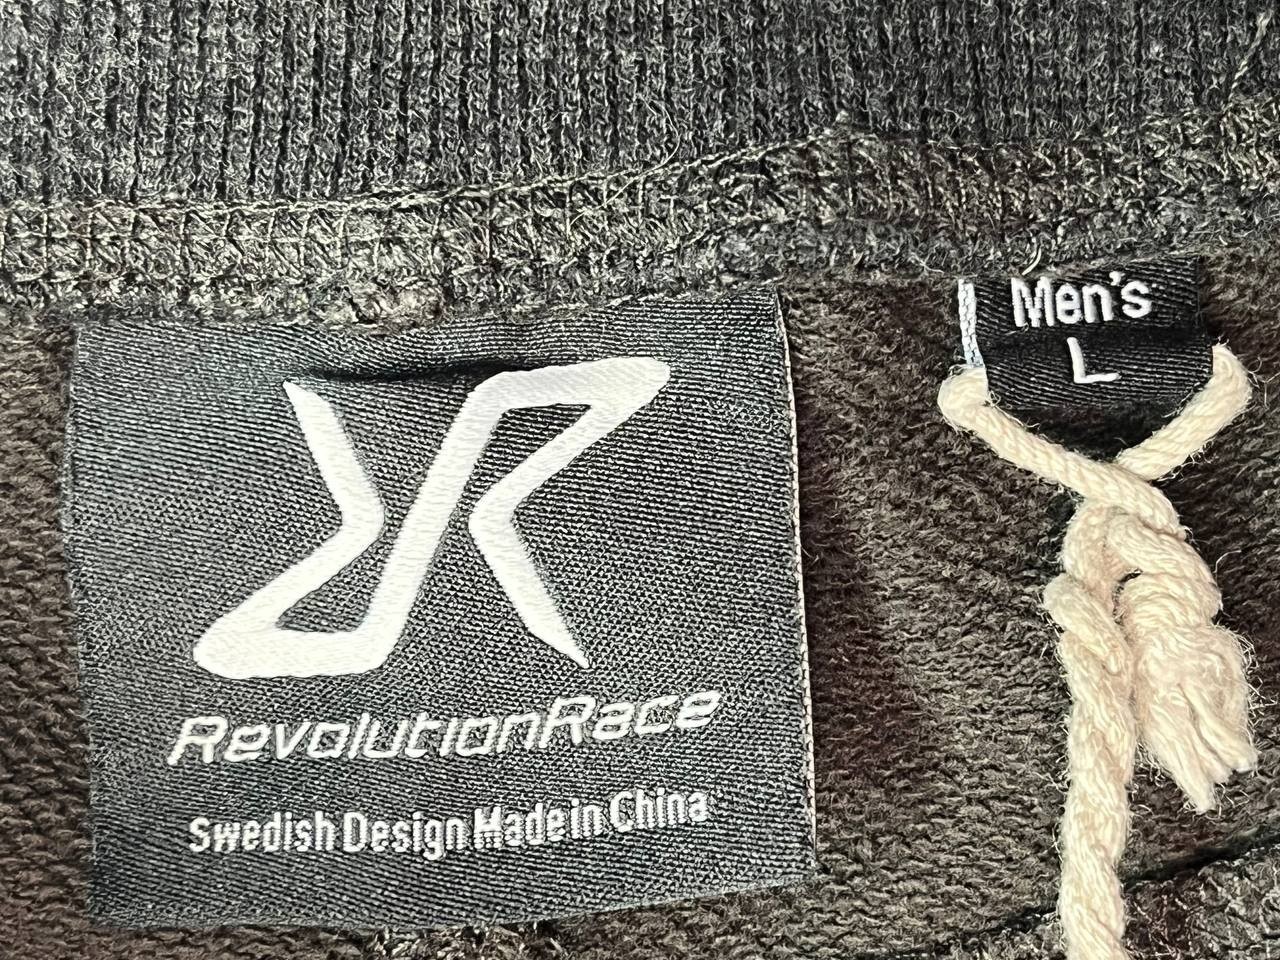 RevolutionRace
Swedish Design Made in China
Men's
L